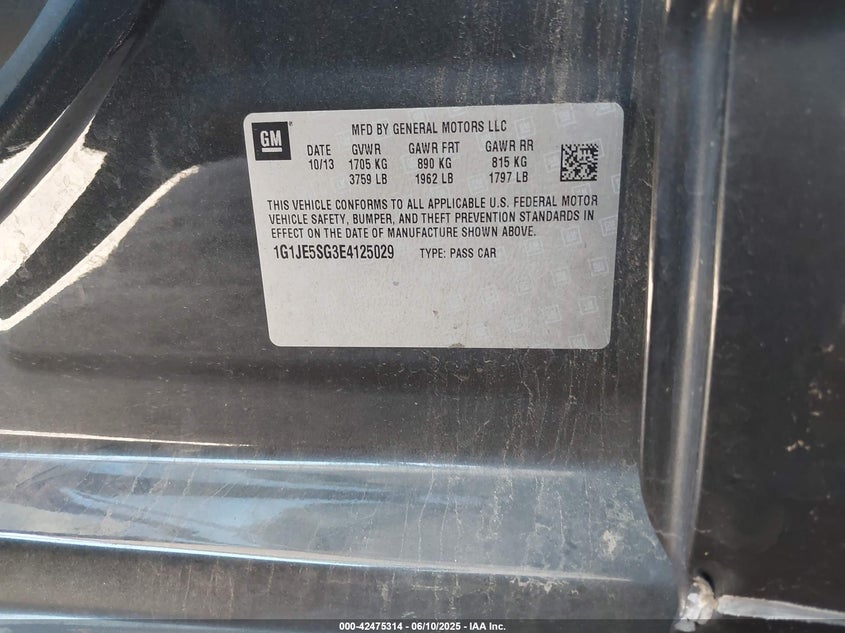 GM
MFD BY GENERAL MOTORS LLC
DATE GVWR GAWR FRT GAWR RR
10/13 1705 KG 890 KG 815 KG
3759 LB 1962 LB 1797 LB
THIS VEHICLE CONFORMS TO ALL APPLICABLE U.S. FEDERAL MOTOR
VEHICLE SAFETY, BUMPER, AND THEFT PREVENTION STANDARDS IN
EFFECT ON THE DATE OF MANUFACTURE SHOWN ABOVE.
1G1JE5SG3E4125029 TYPE: PASS CAR
000-42475314 - 06/10/2025 - IAA Inc.